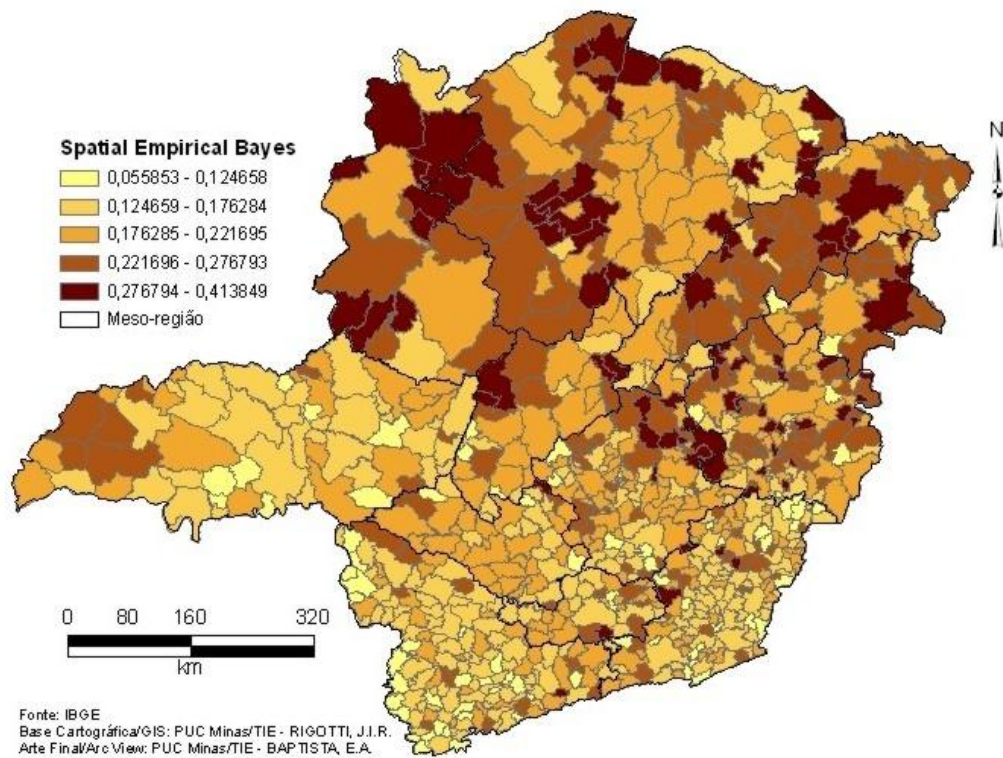 N
Spatial Empirical Bayes
0,055853 - 0,124658
0,124659 - 0,176284
0,176285 - 0,221695
0,221696 - 0,276793
0,276794 - 0,413849
Meso-região
0 80 160 320
km
Fonte: IBGE
Base Cartográfica/GIS: PUC Minas/TIE - RIGOTTI, J.I.R.
Arte Final/Arc View: PUC Minas/TIE - BAPTISTA, E.A.